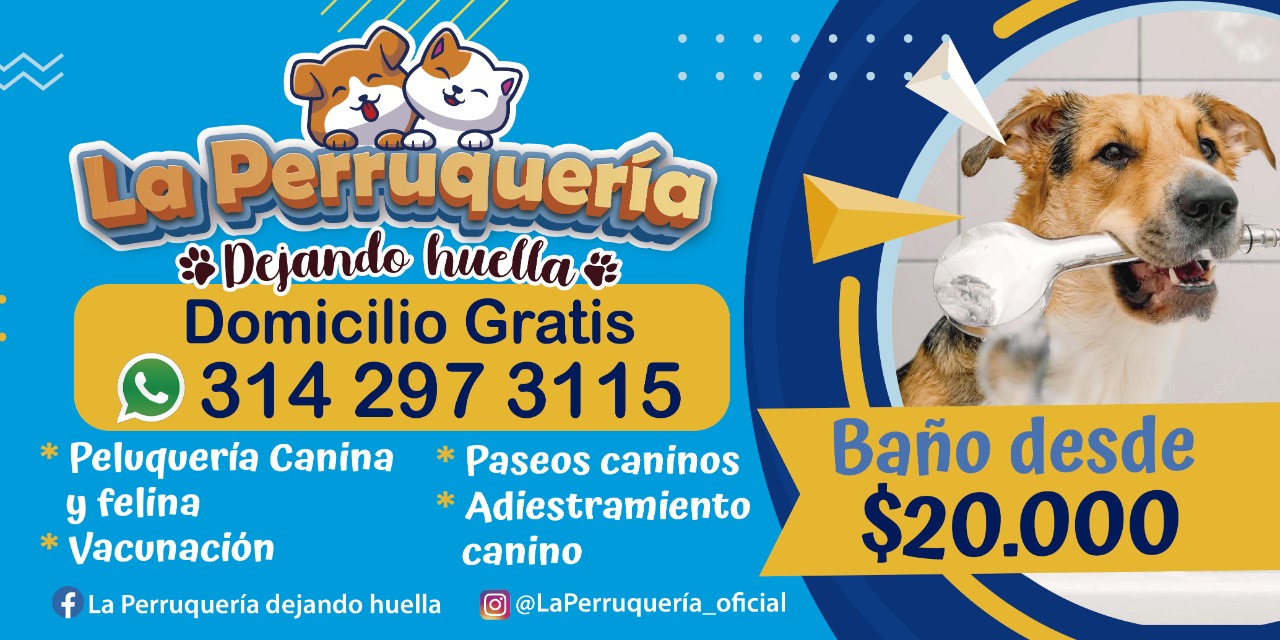 La Perruquería
Dejando huella
Domicilio Gratis
314 297 3115
* Peluquería Canina
y felina
* Vacunación
* Paseos caninos
* Adiestramiento
canino
La Perruquería dejando huella
@LaPerruquería_oficial
Baño desde
$20.000